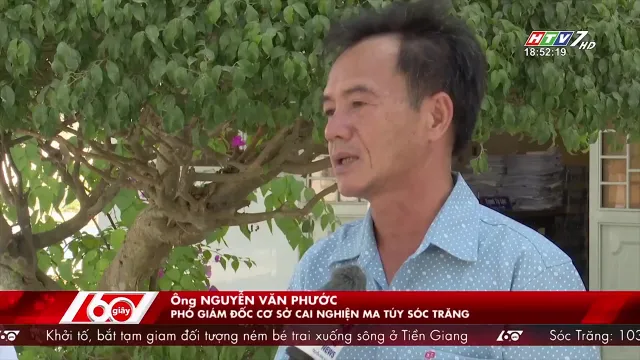 HTV7 HD
18:52:19
60 giây
Ông NGUYỄN VĂN PHƯỚC
PHÓ GIÁM ĐỐC CƠ SỞ CAI NGHIỆN MA TÚY SÓC TRĂNG
NEWS
Khởi tố, bắt tạm giam đối tượng ném bé trai xuống sông ở Tiền Giang
60
Sóc Trăng: 103